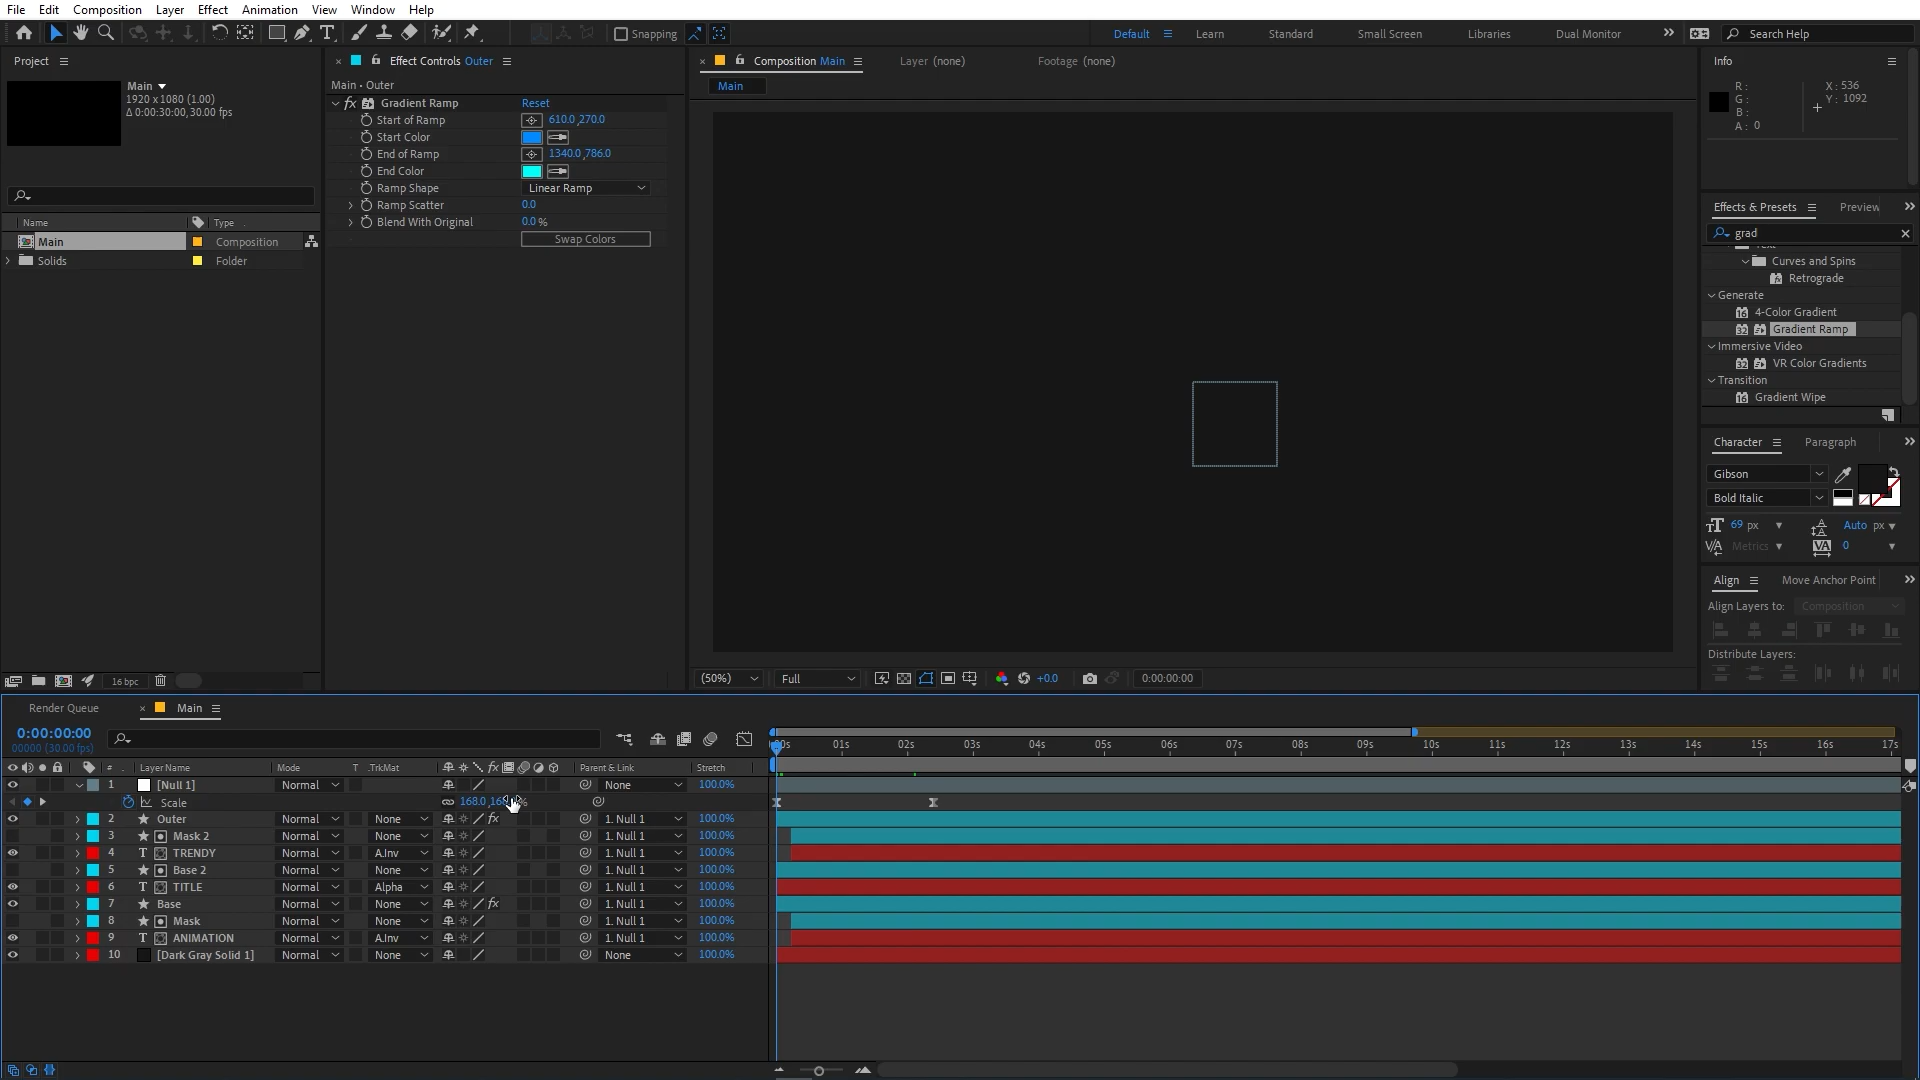 File Edit Composition Layer Effect Animation View Window Help
Snapping
Default Learn Standard Small Screen Libraries Dual Monitor
Search Help
Project
Main
1920 x 1080 (1.00)
Δ 0:00:30:00, 30.00 fps
Name Type
Main Composition
Solids Folder
16 bpc
Effect Controls Outer
Main • Outer
fx Gradient Ramp Reset
Start of Ramp 610.0,270.0
Start Color
End of Ramp 1340.0,786.0
End Color
Ramp Shape Linear Ramp
Ramp Scatter 0.0
Blend With Original 0.0 %
Swap Colors
Composition Main Layer (none) Footage (none)
Main
(50%) Full +0.0 0:00:00:00
Info
R : X : 536
G : Y : 1092
B :
A : 0
Effects & Presets Preview
grad
Curves and Spins
Retrograde
Generate
4-Color Gradient
Gradient Ramp
Immersive Video
VR Color Gradients
Transition
Gradient Wipe
Character Paragraph
Gibson
Bold Italic
69 px Auto px
Metrics 0
Align Move Anchor Point
Align Layers to: Composition
Distribute Layers:
Render Queue Main
0:00:00:00
00000 (30.00 fps)
# Layer Name Mode T .TrkMat Parent & Link Stretch
01s 02s 03s 04s 05s 06s 07s 08s 09s 10s 11s 12s 13s 14s 15s 16s 17s
1 [Null 1] Normal None 100.0%
Scale 168.0
2 Outer Normal None fx 1. Null 1 100.0%
3 Mask 2 Normal None 1. Null 1 100.0%
4 T TRENDY Normal A.Inv 1. Null 1 100.0%
5 Base 2 Normal None 1. Null 1 100.0%
6 T TITLE Normal Alpha 1. Null 1 100.0%
7 Base Normal None fx 1. Null 1 100.0%
8 Mask Normal None 1. Null 1 100.0%
9 T ANIMATION Normal A.Inv 1. Null 1 100.0%
10 [Dark Gray Solid 1] Normal None None 100.0%